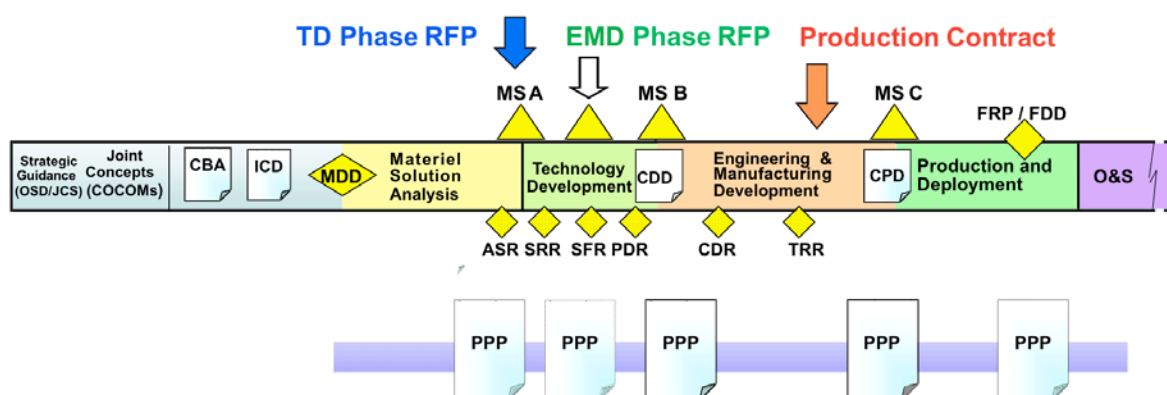 TD Phase RFP
EMD Phase RFP
Production Contract
MS A
MS B
MS C
FRP / FDD
Strategic
Guidance
(OSD/JCS)
Joint
Concepts
(COCOMs)
CBA
ICD
MDD
Materiel
Solution
Analysis
Technology
Development
CDD
Engineering &
Manufacturing
Development
CPD
Production and
Deployment
O&S
ASR
SRR
SFR
PDR
CDR
TRR
PPP
PPP
PPP
PPP
PPP